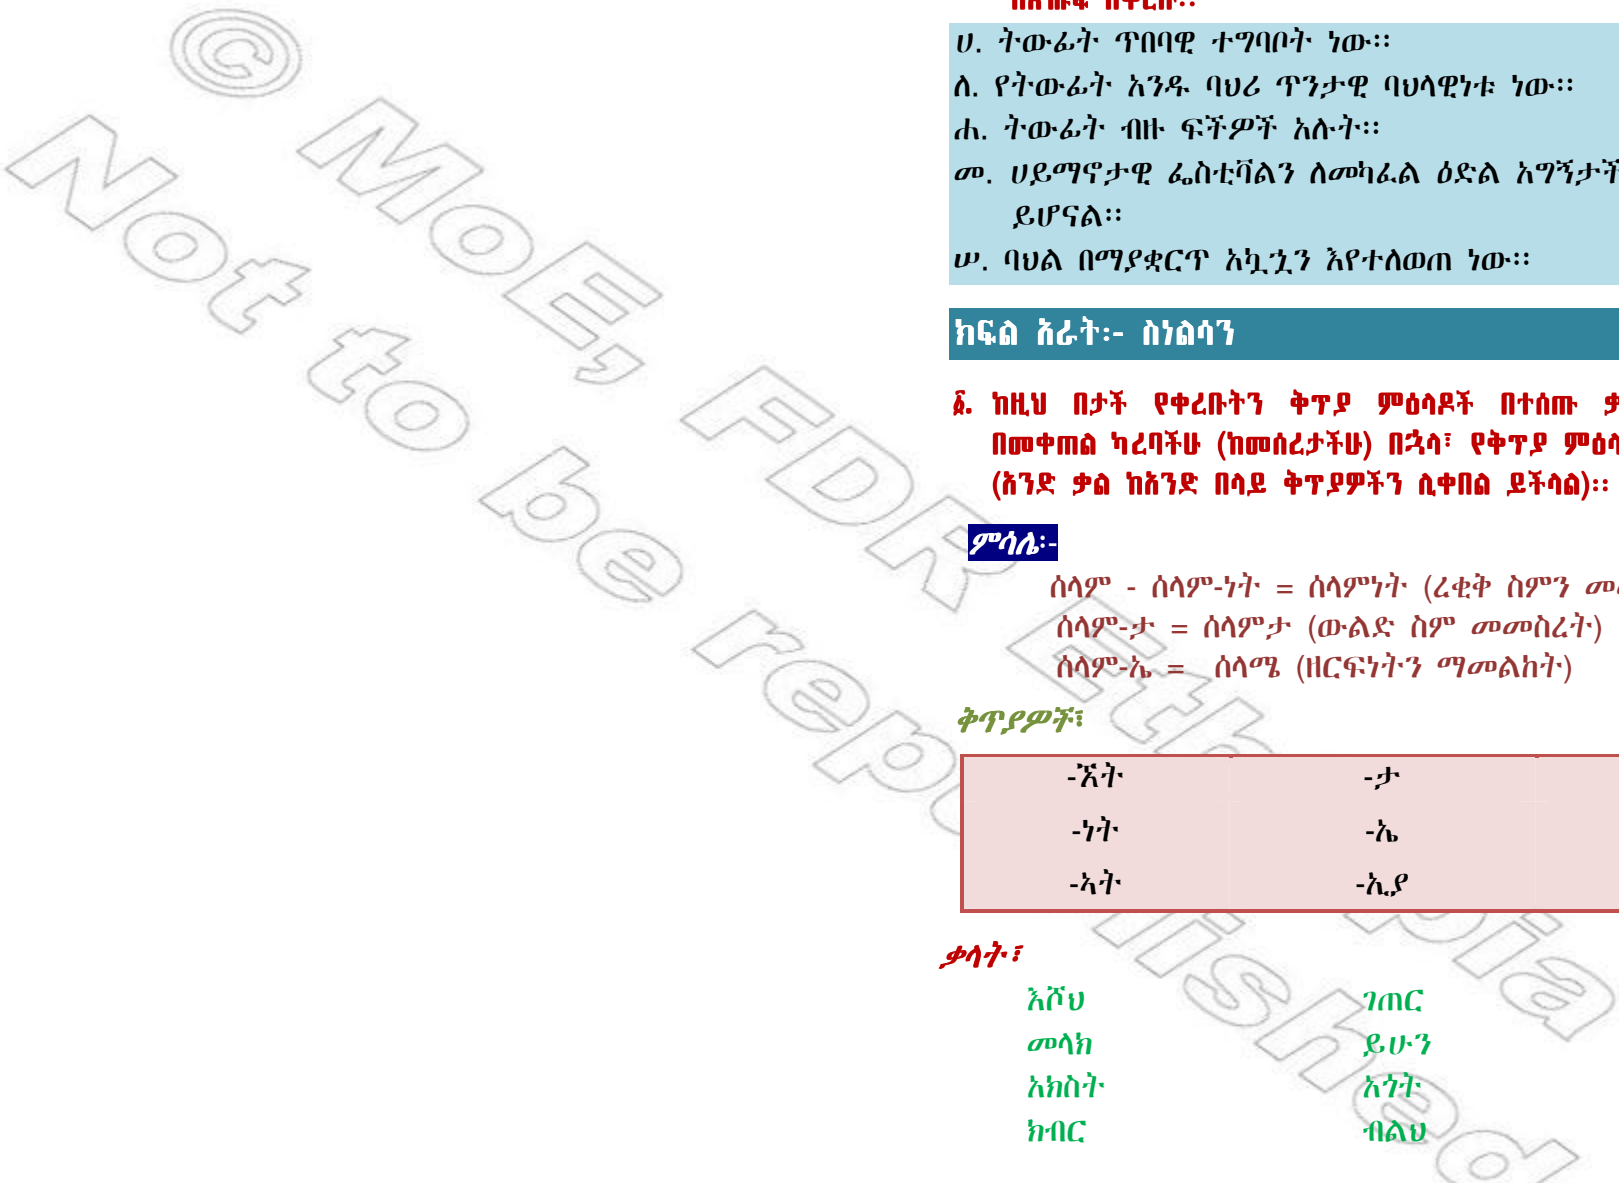 ሀ. ትውፊት ጥበባዊ ተግባቦት ነው፡፡
ለ. የትውፊት አንዱ ባህሪ ጥንታዊ ባህላዊነቱ ነው፡፡
ሐ. ትውፊት ብዙ ፍችዎች አሉት፡፡
መ. ሀይማኖታዊ ፌስቲቫልን ለመካፈል ዕድል አግኝታች
ይሆናል፡፡
ሠ. ባህል በማያቋርጥ አኳኋን እየተለወጠ ነው፡፡
ክፍል አራት፡- ስነልሳን
፩. ከዚህ በታች የቀረቡትን ቅጥያ ምዕላዶች በተሰጡ
በመቀጠል ካረባችሁ (ከመሰረታችሁ) በኋላ፣ የቅጥያ
(አንድ ቃል ከአንድ በላይ ቅጥያዎችን ሊቀበል ይችላል)፡፡
ምሳሌ፡-
ሰላም - ሰላም-ነት = ሰላምነት (ረቂቅ ስምን
ሰላም-ታ = ሰላምታ (ውልድ ስም መመስረት)
ሰላም-ኤ = ሰላሜ (ዘርፍነትን ማመልከት)
ቅጥያዎች፣
-ኧት -ታ
-ነት -ኤ
-ኣት -ኢያ
ቃላት፣
እሾህ ገጠር
መላክ ይሁን
አክስት አጎት
ክብር ብልህ
© MoE, FDR Ethiopia
Not to be republished